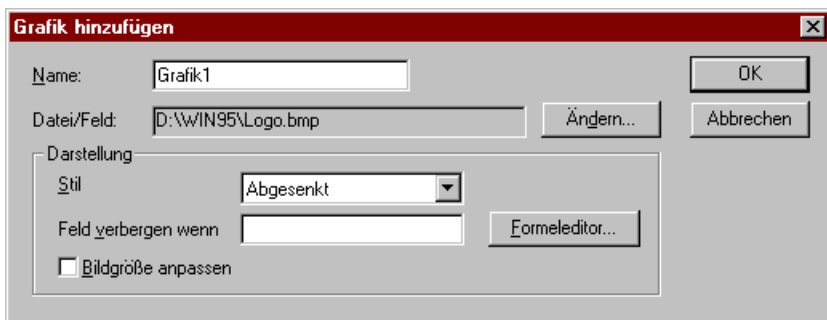 Grafik hinzufügen
Name: Grafik1 OK
Datei/Feld: D:\WIN95\Logo.bmp Ändern... Abbrechen
Darstellung
Stil Abgesenkt
Feld verbergen wenn Formeleditor...
Bildgröße anpassen